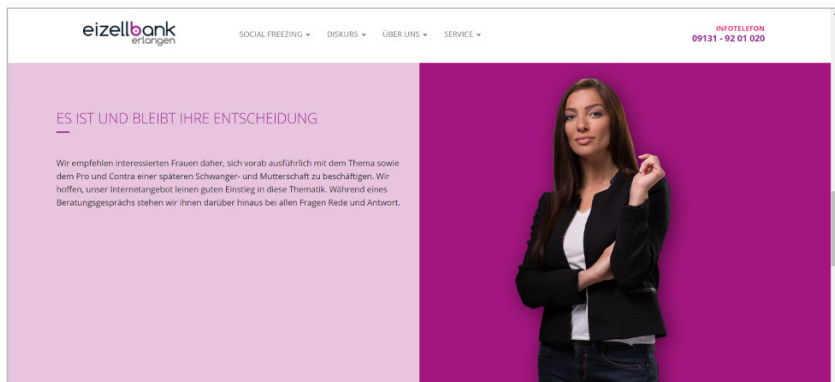 eizellbank
erlangen
SOCIAL FREEZING
DISKURS
ÜBER UNS
SERVICE
INFOTELEFON
09131 - 92 01 020
ES IST UND BLEIBT IHRE ENTSCHEIDUNG
Wir empfehlen interessierten Frauen daher, sich vorab ausführlich mit dem Thema sowie
dem Pro und Contra einer späteren Schwanger- und Mutterschaft zu beschäftigen. Wir
hoffen, unser Internetangebot leinen guten Einstieg in diese Thematik. Während eines
Beratungsgesprächs stehen wir ihnen darüber hinaus bei allen Fragen Rede und Antwort.